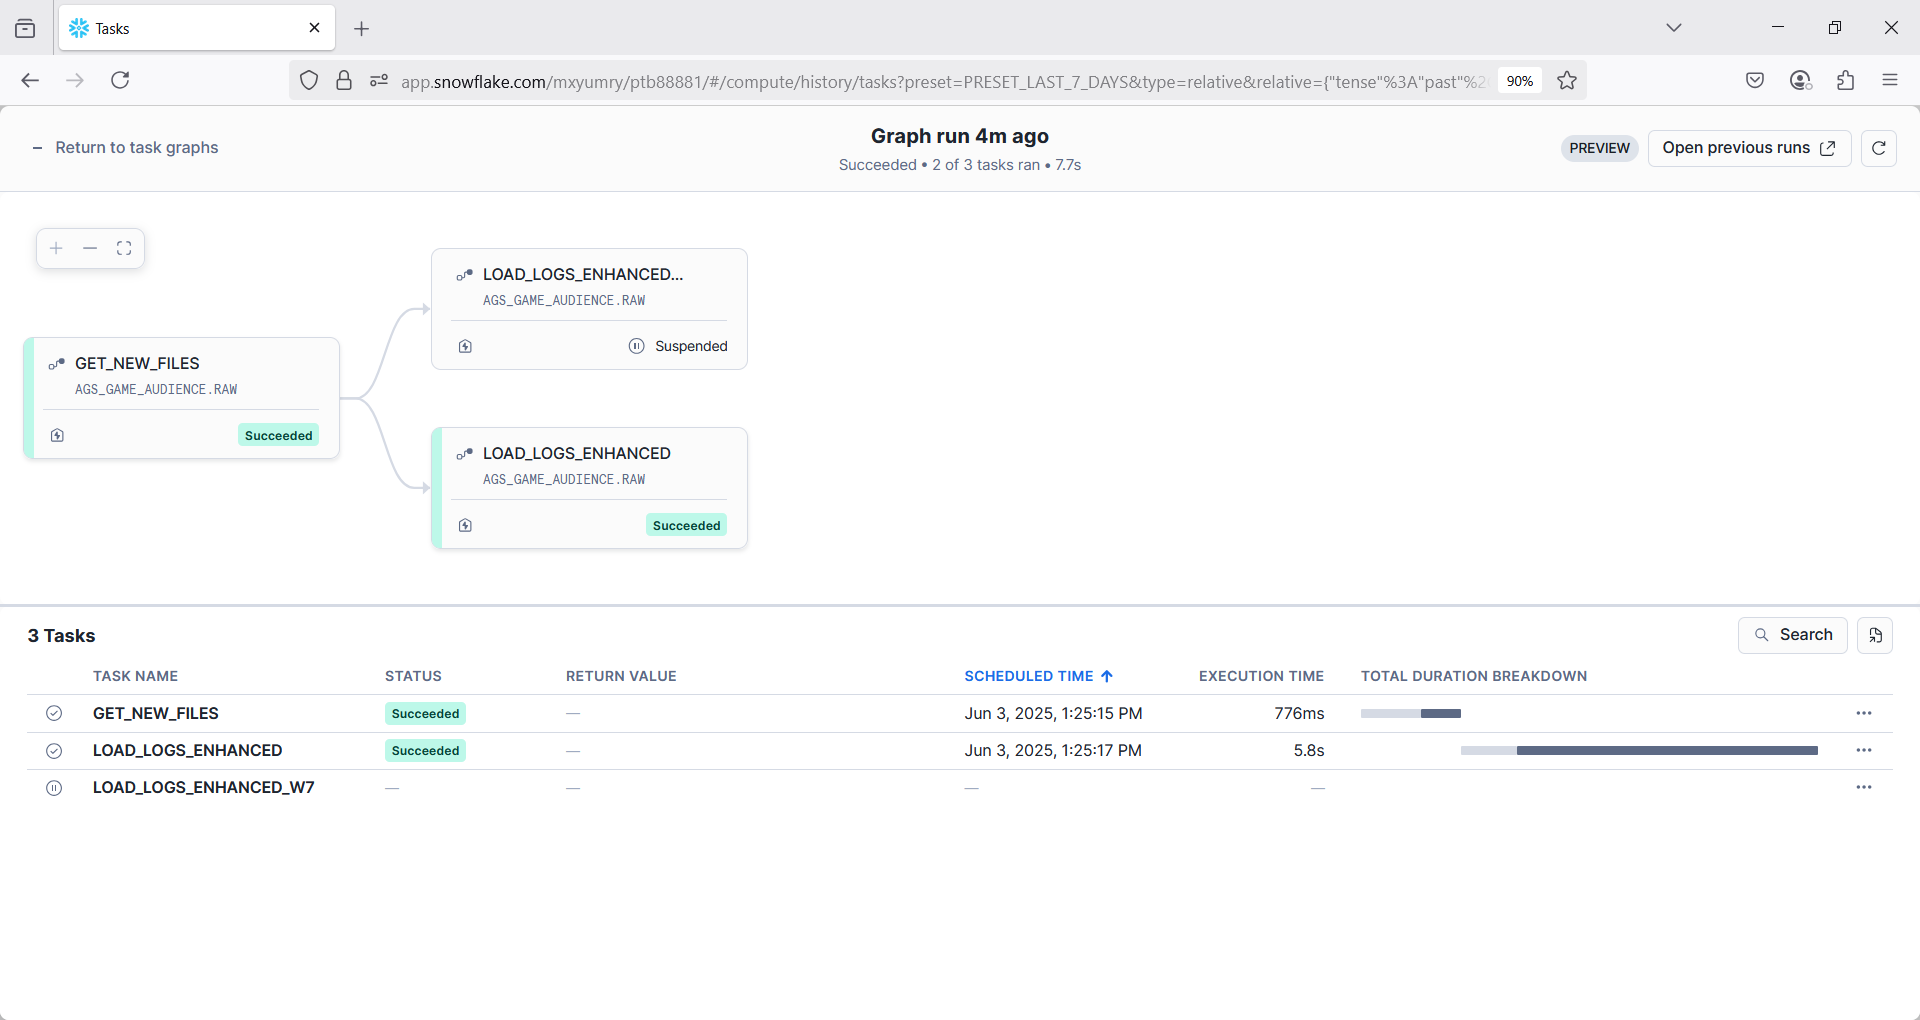 Tasks
app.snowflake.com/mxyumry/ptb88881/#/compute/history/tasks?preset=PRESET_LAST_7_DAYS&type=relative&relative={"tense"%3A"past"%2
90%
Return to task graphs
Graph run 4m ago
Succeeded • 2 of 3 tasks ran • 7.7s
PREVIEW
Open previous runs
LOAD_LOGS_ENHANCED...
AGS_GAME_AUDIENCE.RAW
Suspended
GET_NEW_FILES
AGS_GAME_AUDIENCE.RAW
Succeeded
LOAD_LOGS_ENHANCED
AGS_GAME_AUDIENCE.RAW
Succeeded
3 Tasks
Search
TASK NAME STATUS RETURN VALUE SCHEDULED TIME EXECUTION TIME TOTAL DURATION BREAKDOWN
GET_NEW_FILES Succeeded — Jun 3, 2025, 1:25:15 PM 776ms
LOAD_LOGS_ENHANCED Succeeded — Jun 3, 2025, 1:25:17 PM 5.8s
LOAD_LOGS_ENHANCED_W7 — — — —